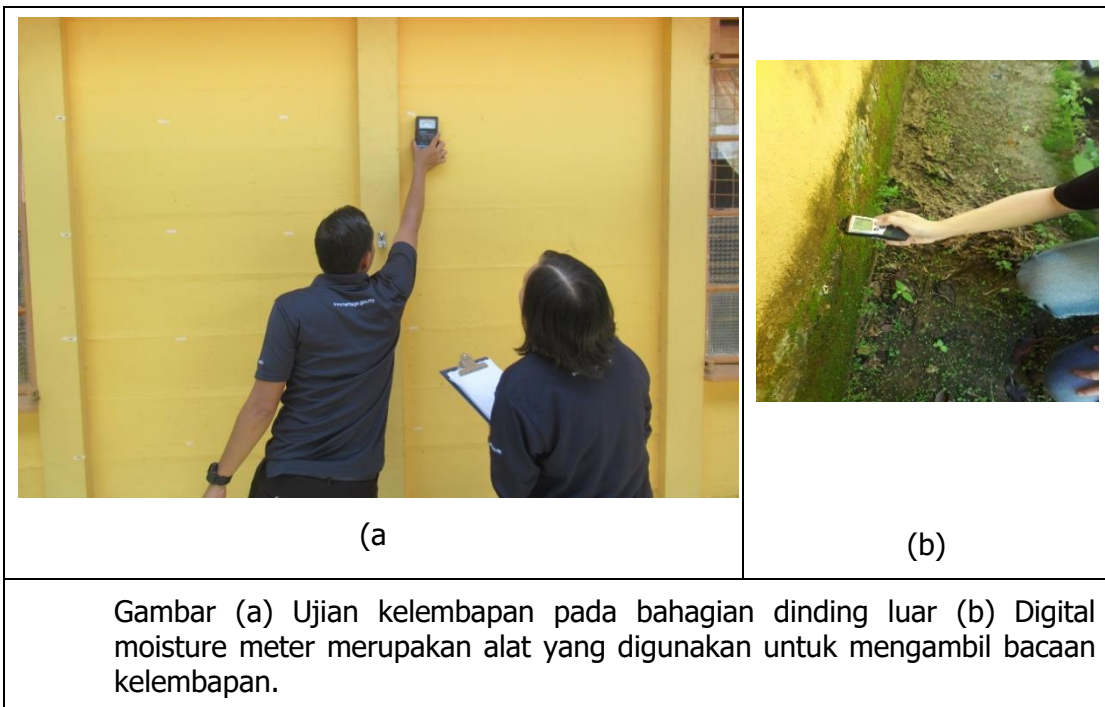 (a
(b)
Gambar (a) Ujian kelembapan pada bahagian dinding luar (b) Digital
moisture meter merupakan alat yang digunakan untuk mengambil bacaan
kelembapan.